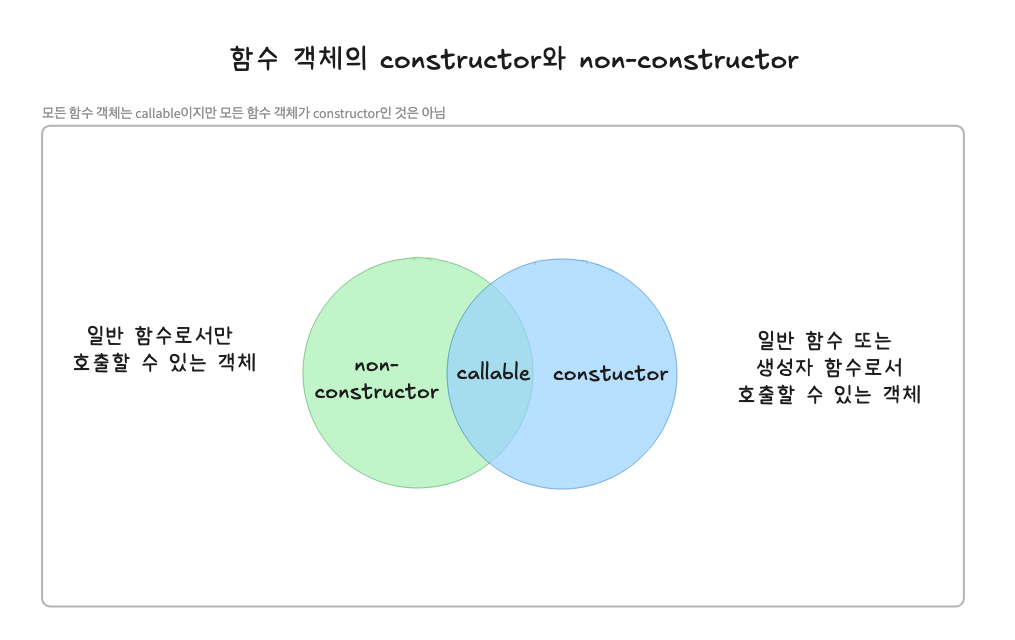 함수 객체의 constructor와 non-constructor
모든 함수 객체는 callable이지만 모든 함수 객체가 constructor인 것은 아님
일반 함수로서만
호출할 수 있는 객체
non-
constructor
callable
constuctor
일반 함수 또는
생성자 함수로서
호출할 수 있는 객체